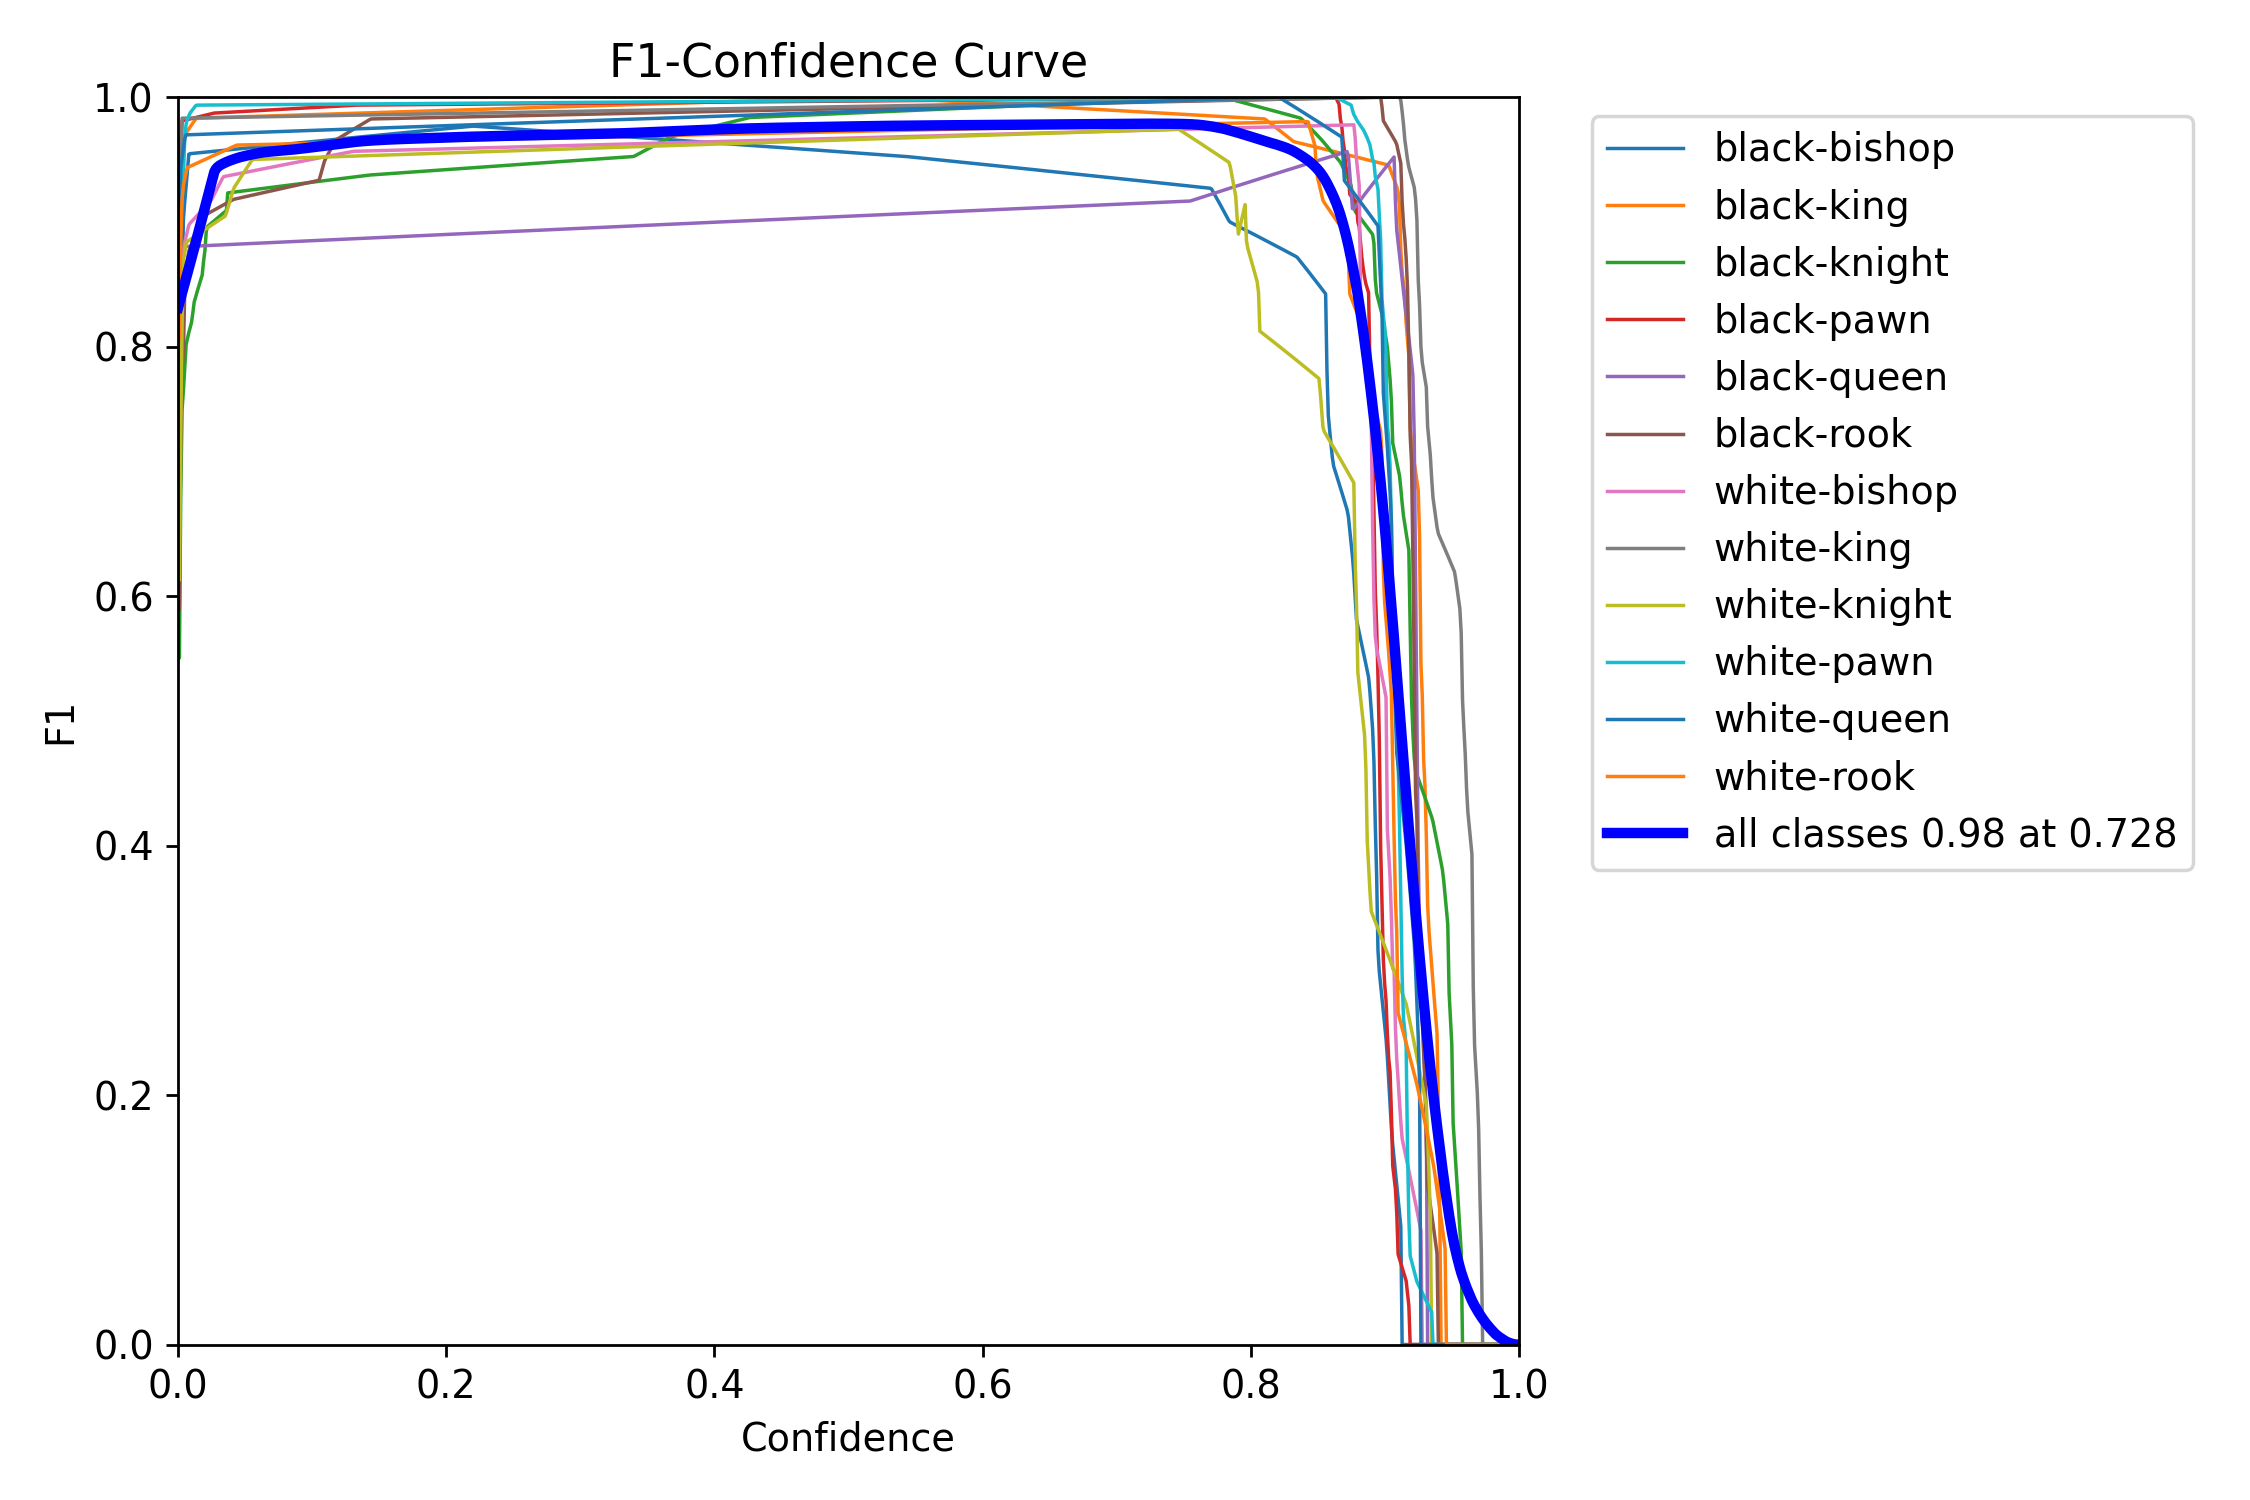 F1-Confidence Curve
1.0
0.8
0.6
0.4
0.2
0.0
F1
0.0 0.2 0.4 0.6 0.8 1.0
Confidence
black-bishop
black-king
black-knight
black-pawn
black-queen
black-rook
white-bishop
white-king
white-knight
white-pawn
white-queen
white-rook
all classes 0.98 at 0.728